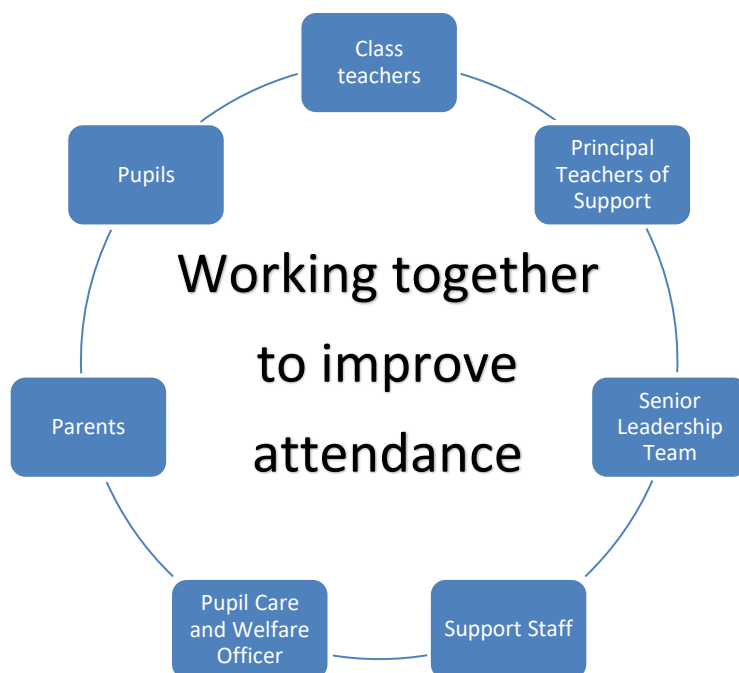 Class
teachers
Principal
Teachers of
Support
Senior
Leadership
Team
Support Staff
Pupil Care
and Welfare
Officer
Parents
Pupils
Working together
to improve
attendance